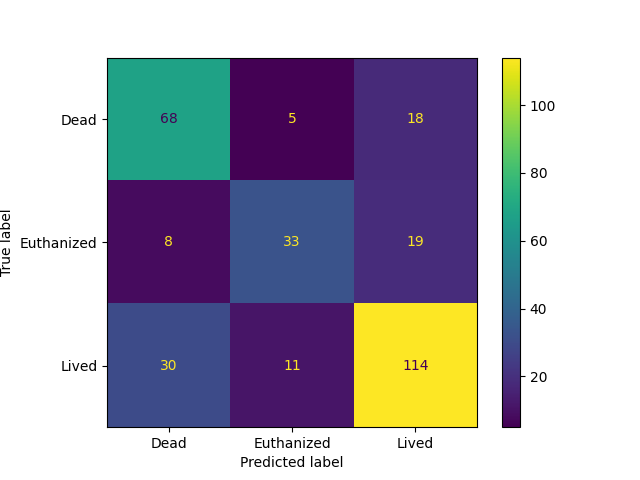 Dead 68 5 18
Euthanized 8 33 19
Lived 30 11 114
Dead Euthanized Lived
Predicted label
True label
100
80
60
40
20